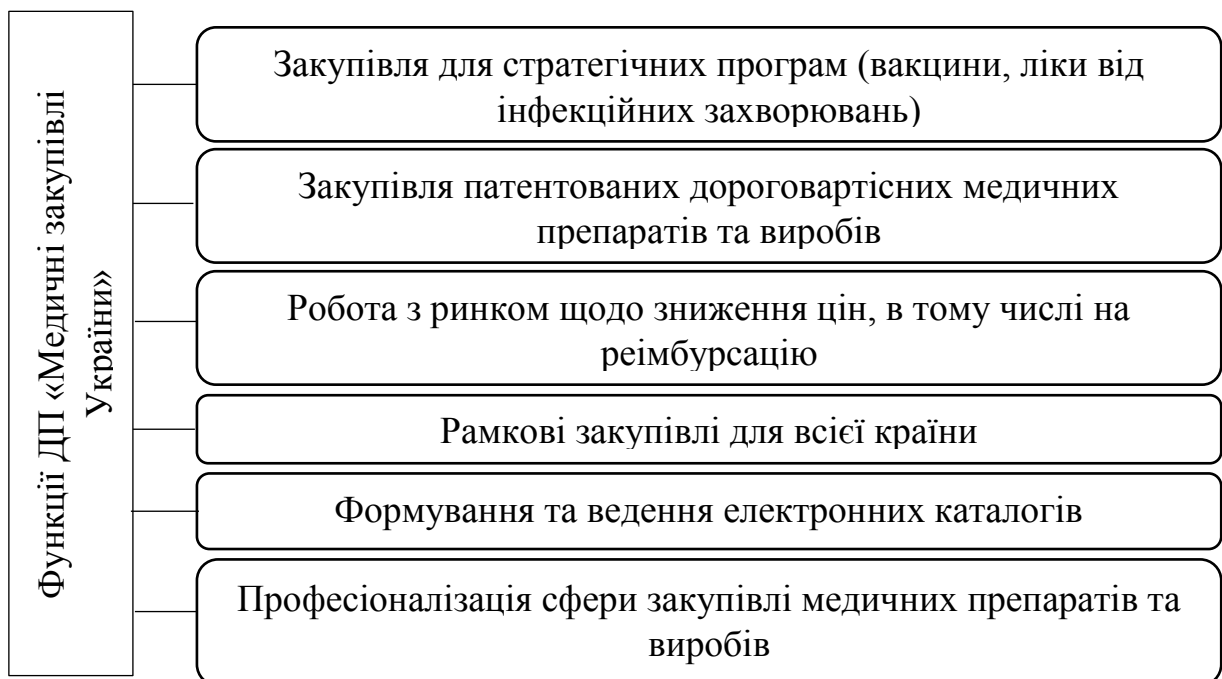 Функції ДП «Медичні закупівлі
України»
Закупівля для стратегічних програм (вакцини, ліки від
інфекційних захворювань)
Закупівля патентованих дороговартісних медичних
препаратів та виробів
Робота з ринком щодо зниження цін, в тому числі на
реімбурсацію
Рамкові закупівлі для всієї країни
Формування та ведення електронних каталогів
Професіоналізація сфери закупівлі медичних препаратів та
виробів